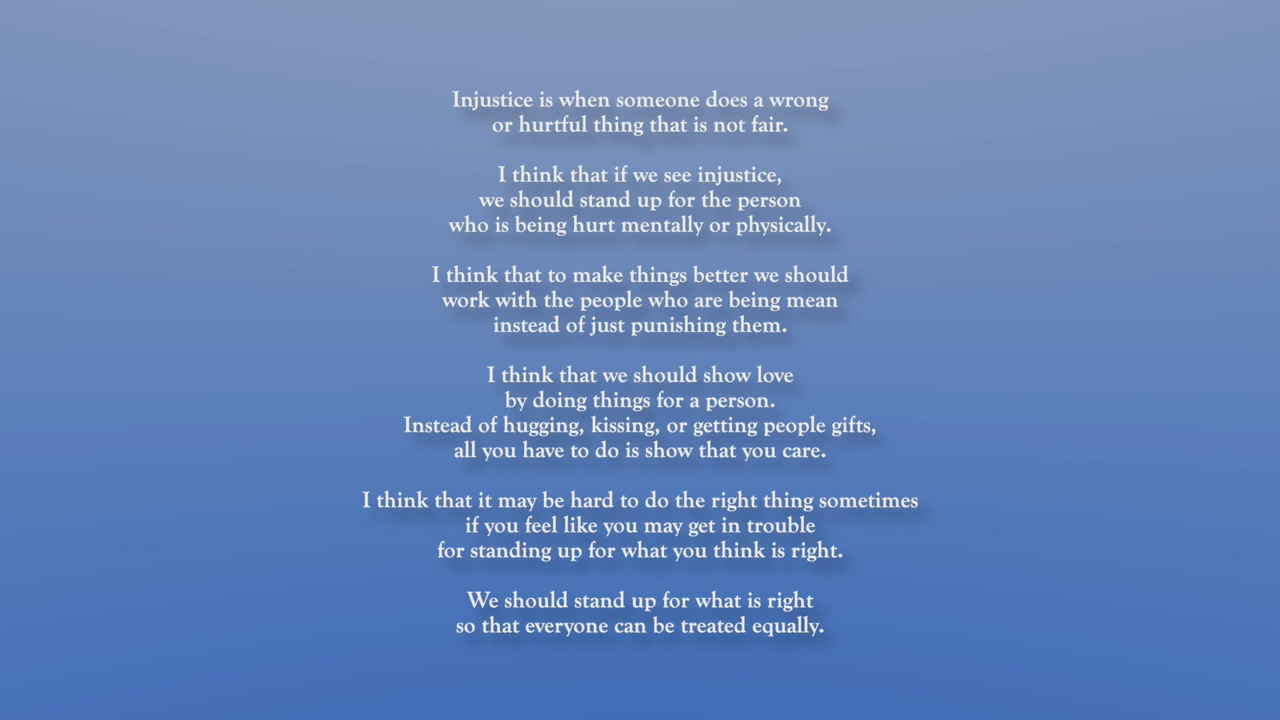 Injustice is when someone does a wrong
or hurtful thing that is not fair.
I think that if we see injustice,
we should stand up for the person
who is being hurt mentally or physically.
I think that to make things better we should
work with the people who are being mean
instead of just punishing them.
I think that we should show love
by doing things for a person.
Instead of hugging, kissing, or getting people gifts,
all you have to do is show that you care.
I think that it may be hard to do the right thing sometimes
if you feel like you may get in trouble
for standing up for what you think is right.
We should stand up for what is right
so that everyone can be treated equally.